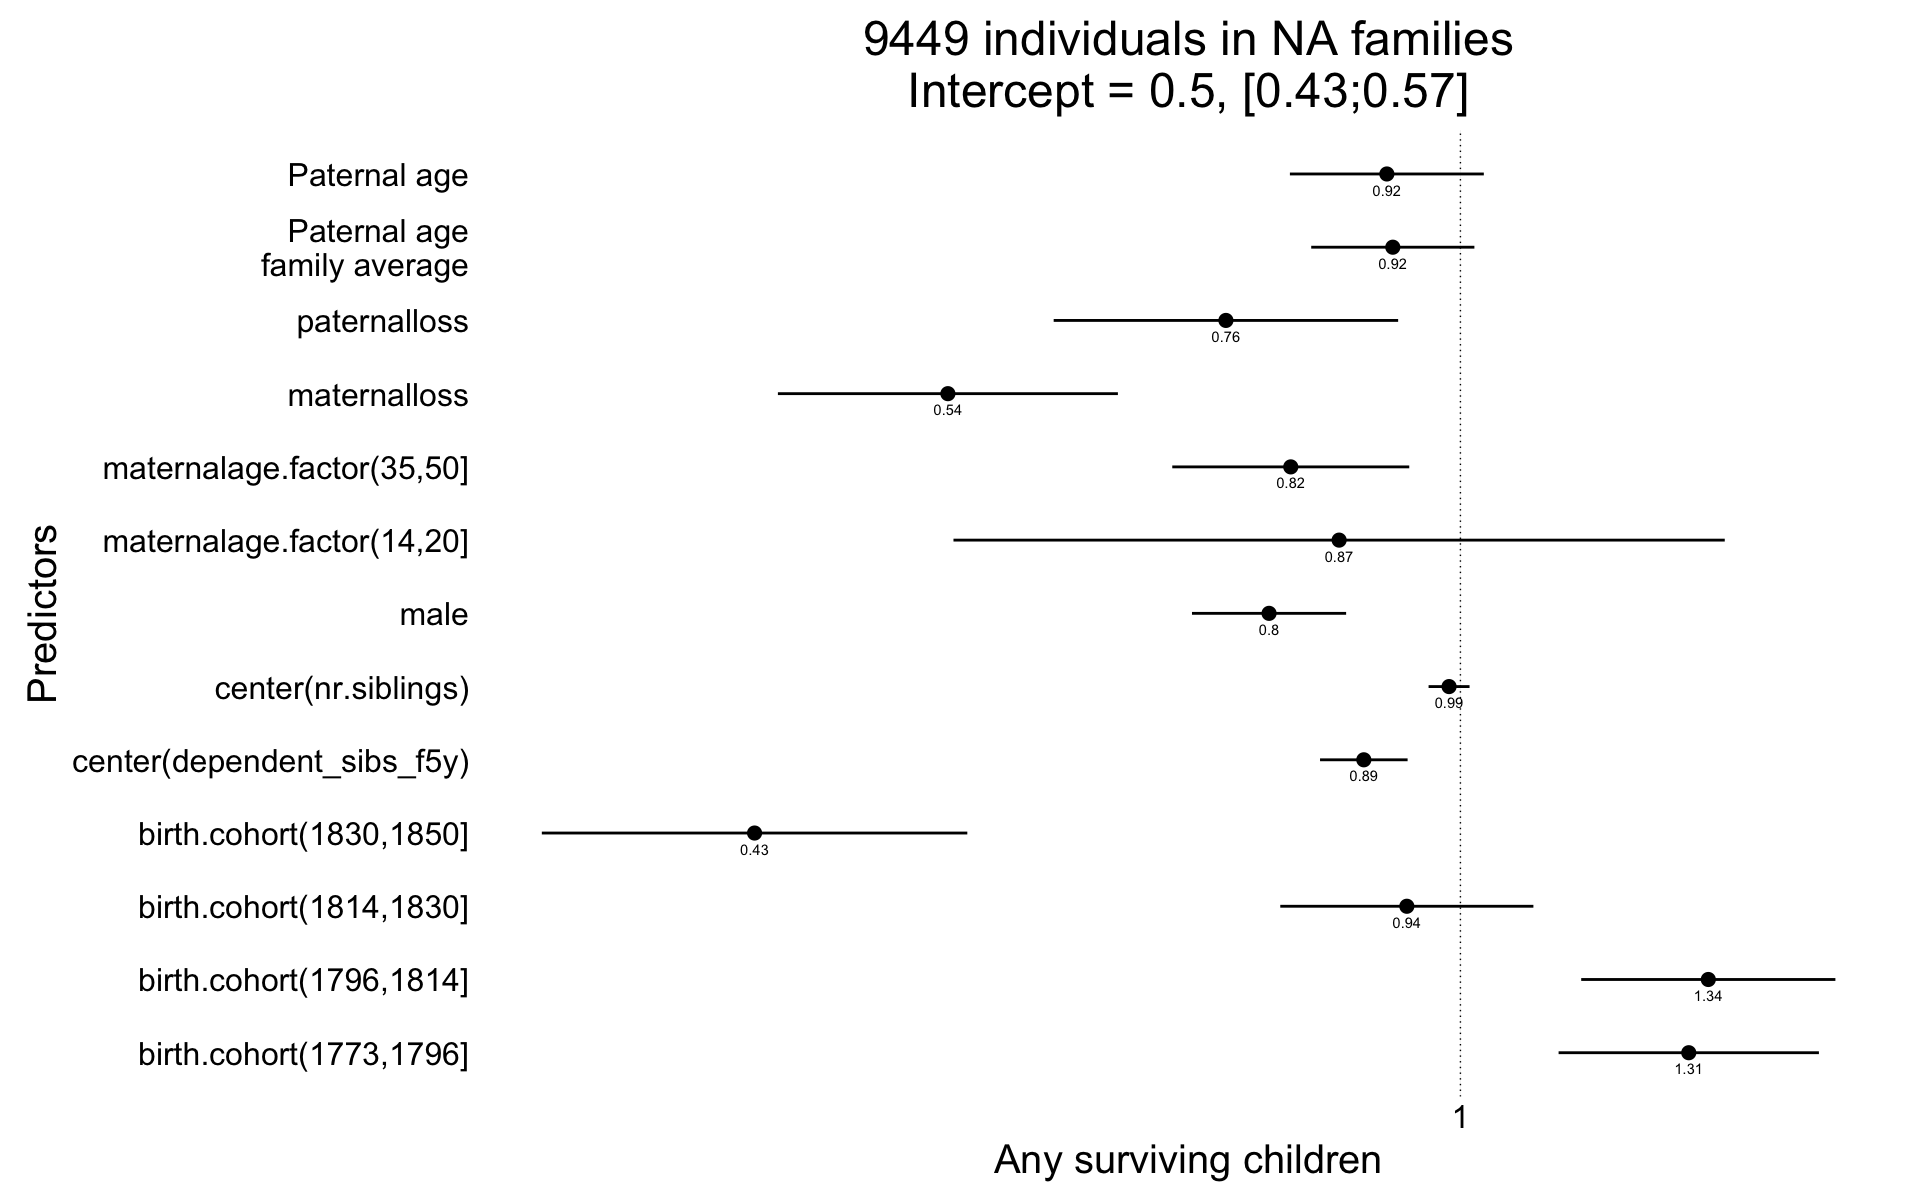 9449 individuals in NA families
Intercept = 0.5, [0.43;0.57]
Predictors
Paternal age
0.92
Paternal age
family average
0.92
paternalloss
0.76
maternalloss
0.54
maternalage.factor(35,50]
0.82
maternalage.factor(14,20]
0.87
male
0.8
center(nr.siblings)
0.99
center(dependent_sibs_f5y)
0.89
birth.cohort(1830,1850]
0.43
birth.cohort(1814,1830]
0.94
birth.cohort(1796,1814]
1.34
birth.cohort(1773,1796]
1.31
1
Any surviving children